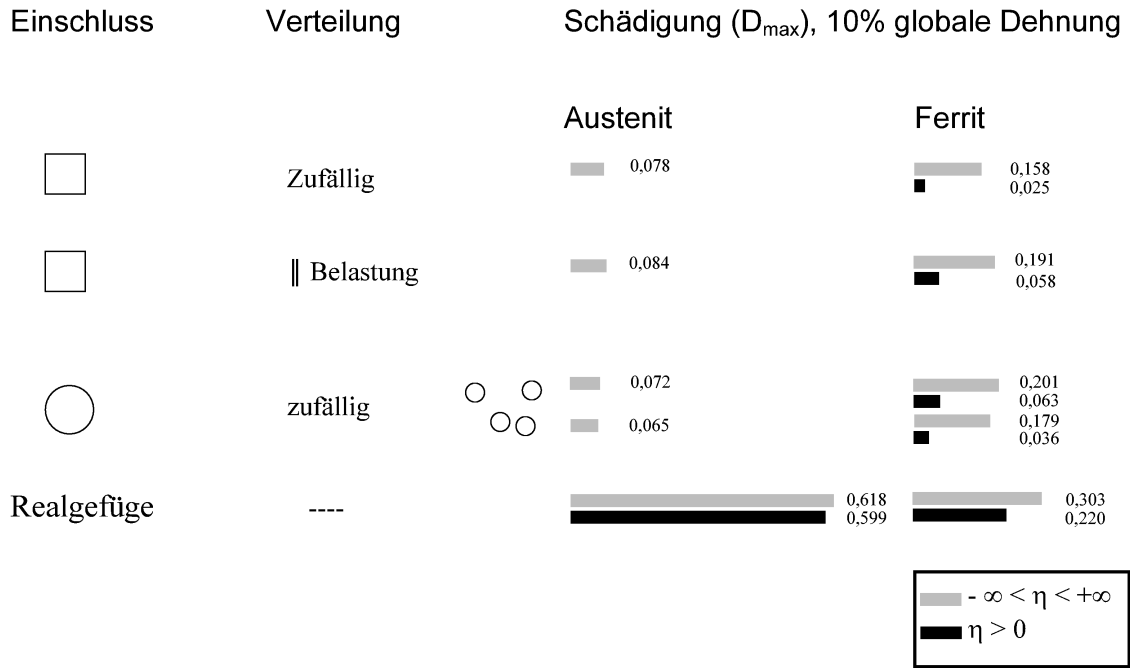 Einschluss Verteilung Schädigung (Dmax), 10% globale Dehnung
Austenit Ferrit
Zufällig 0,078 0,158
0,025
∥ Belastung 0,084 0,191
0,058
zufällig 0,072 0,201
0,063
0,065 0,179
0,036
Realgefüge ---- 0,618 0,303
0,599 0,220
- ∞ < η < +∞
η > 0